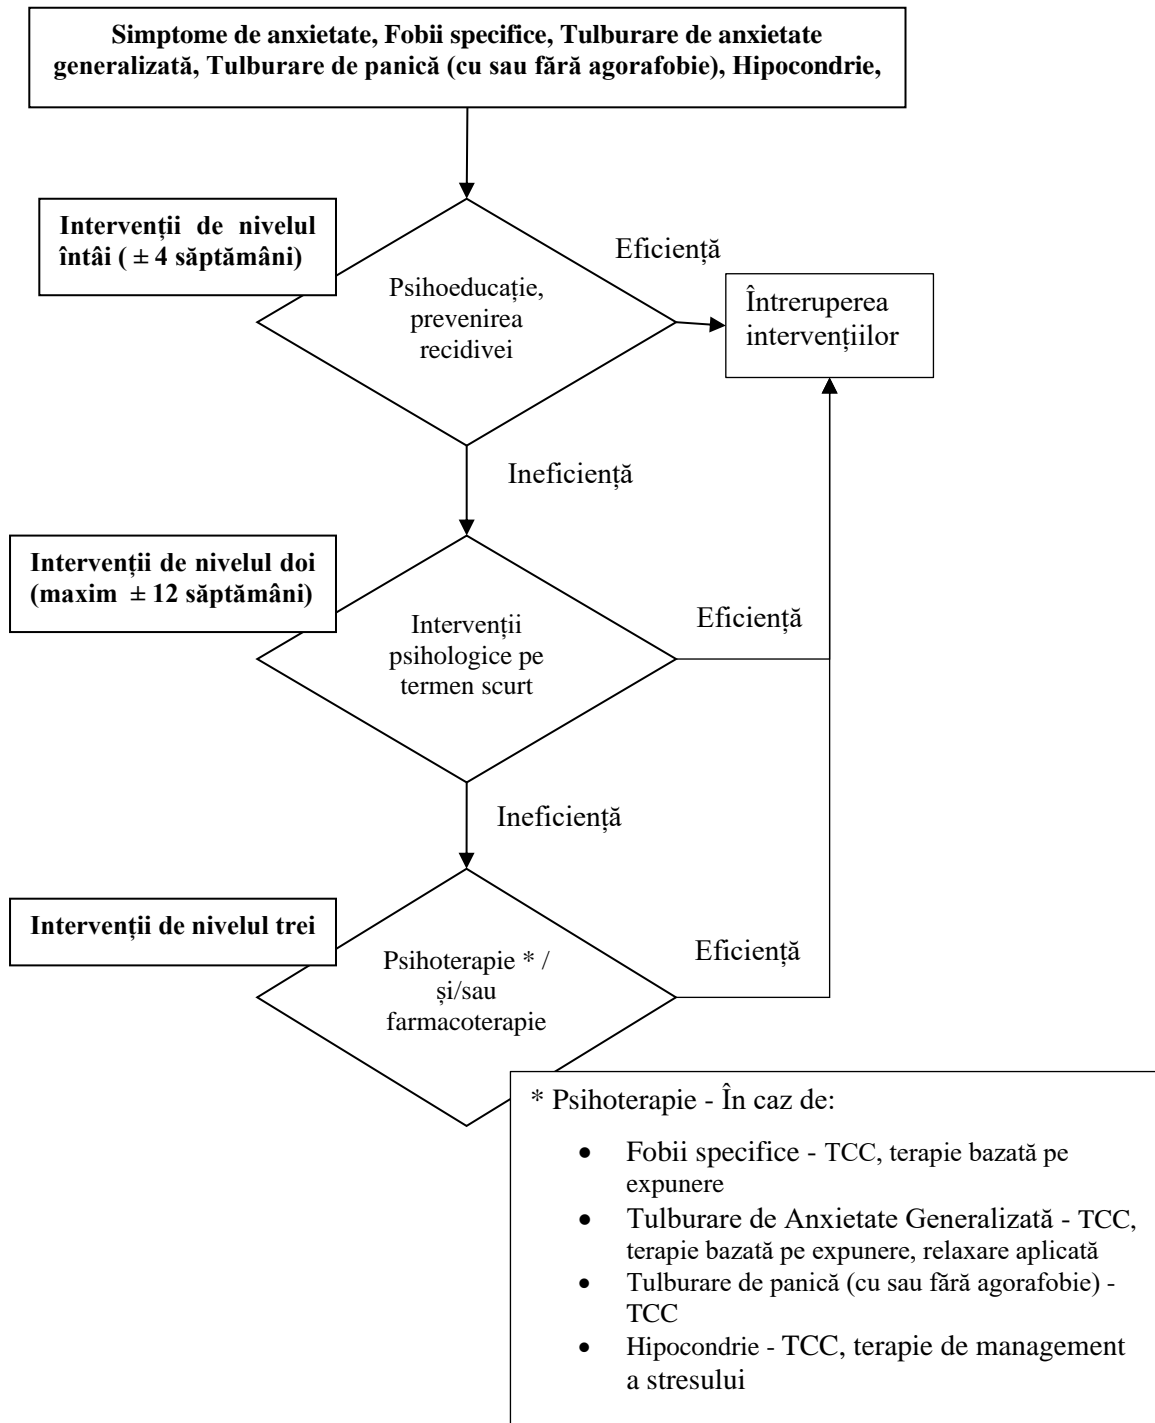 Simptome de anxietate, Fobii specifice, Tulburare de anxietate
generalizată, Tulburare de panică (cu sau fără agorafobie), Hipocondrie,
Intervenții de nivelul
întâi ( ± 4 săptămâni)
Eficiență
Psihoeducație,
prevenirea
recidivei
Întreruperea
intervențiilor
Ineficiență
Intervenții de nivelul doi
(maxim ± 12 săptămâni)
Eficiență
Intervenții
psihologice pe
termen scurt
Ineficiență
Intervenții de nivelul trei
Eficiență
Psihoterapie * /
și/sau
farmacoterapie
* Psihoterapie - În caz de:
• Fobii specifice - TCC, terapie bazată pe
expunere
• Tulburare de Anxietate Generalizată - TCC,
terapie bazată pe expunere, relaxare aplicată
• Tulburare de panică (cu sau fără agorafobie) -
TCC
• Hipocondrie - TCC, terapie de management
a stresului